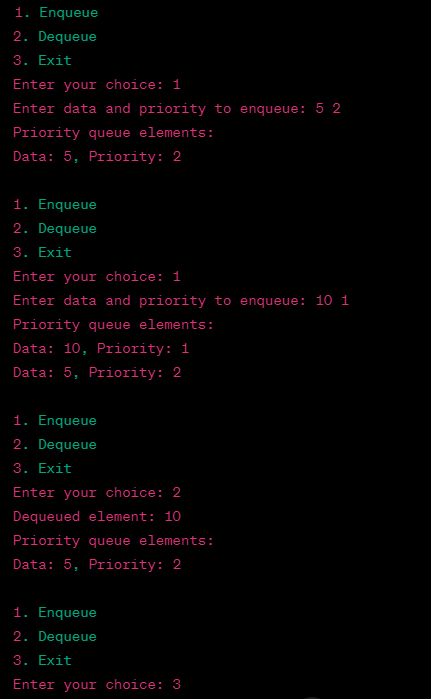 1. Enqueue
2. Dequeue
3. Exit
Enter your choice: 1
Enter data and priority to enqueue: 5 2
Priority queue elements:
Data: 5, Priority: 2
1. Enqueue
2. Dequeue
3. Exit
Enter your choice: 1
Enter data and priority to enqueue: 10 1
Priority queue elements:
Data: 10, Priority: 1
Data: 5, Priority: 2
1. Enqueue
2. Dequeue
3. Exit
Enter your choice: 2
Dequeued element: 10
Priority queue elements:
Data: 5, Priority: 2
1. Enqueue
2. Dequeue
3. Exit
Enter your choice: 3